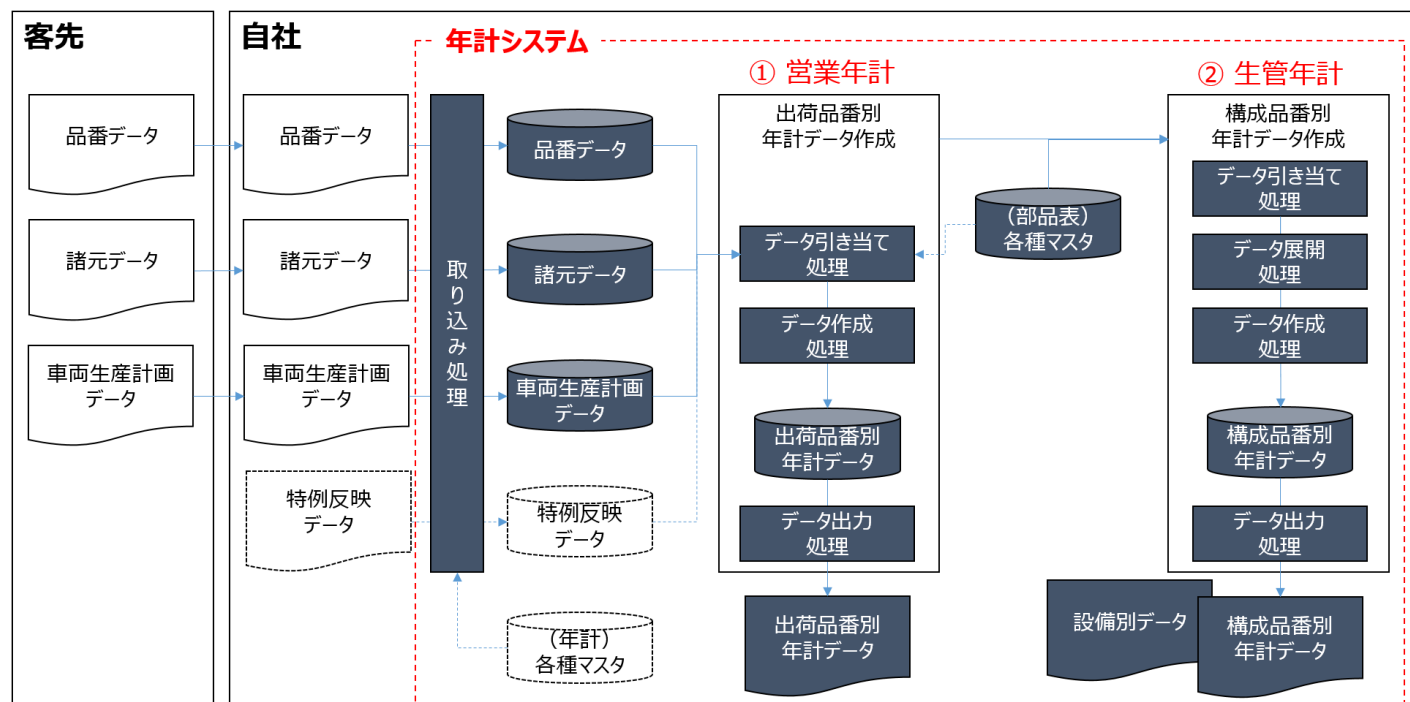 客先
品番データ
諸元データ
車両生産計画
データ
自社
品番データ
諸元データ
車両生産計画
データ
特例反映
データ
年計システム
取り込み処理
品番データ
諸元データ
車両生産計画
データ
特例反映
データ
（年計）
各種マスタ
① 営業年計
出荷品番別
年計データ作成
データ引き当て
処理
データ作成
処理
出荷品番別
年計データ
データ出力
処理
出荷品番別
年計データ
（部品表）
各種マスタ
② 生管年計
構成品番別
年計データ作成
データ引き当て
処理
データ展開
処理
データ作成
処理
構成品番別
年計データ
データ出力
処理
設備別データ
構成品番別
年計データ